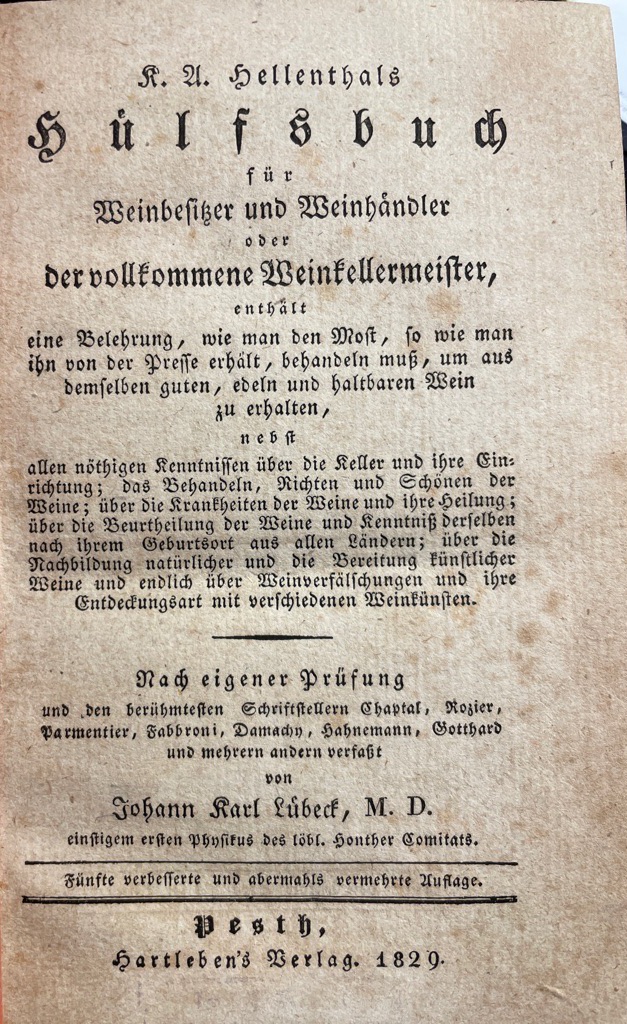 K. A. Hellenthals
Hülfsbuch
für
Weinbesitzer und Weinhändler
oder
der vollkommene Weinkellermeister,
enthält
eine Belehrung, wie man den Most, so wie man
ihn von der Presse erhält, behandeln muß, um aus
demselben guten, edeln und haltbaren Wein
zu erhalten,
nebst
allen nöthigen Kenntnissen über die Keller und ihre Ein-
richtung; das Behandeln, Richten und Schönen der
Weine; über die Krankheiten der Weine und ihre Heilung;
über die Beurtheilung der Weine und Kenntniß derselben
nach ihrem Geburtsort aus allen Ländern; über die
Nachbildung natürlicher und die Bereitung künstlicher
Weine und endlich über Weinverfälschungen und ihre
Entdeckungsart mit verschiedenen Weinkünsten.
Nach eigener Prüfung
und den berühmtesten Schriftstellern Chaptal, Rozier,
Parmentier, Fabbroni, Damachy, Hahnemann, Gotthard
und mehrern andern verfaßt
von
Johann Karl Lübeck, M. D.
einstigem ersten Physikus des löbl. Honther Comitats.
Fünfte verbesserte und abermahls vermehrte Auflage.
Pesth,
Hartleben's Verlag. 1829.